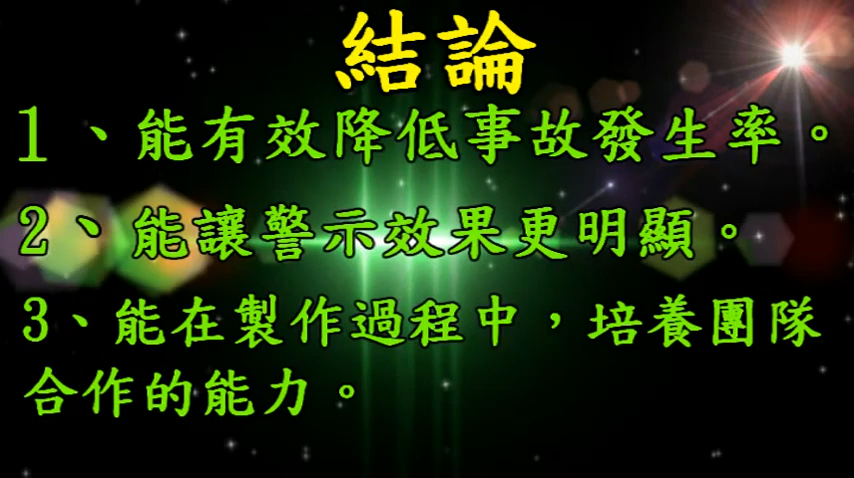 結論
1、能有效降低事故發生率。
2、能讓警示效果更明顯。
3、能在製作過程中，培養團隊
合作的能力。